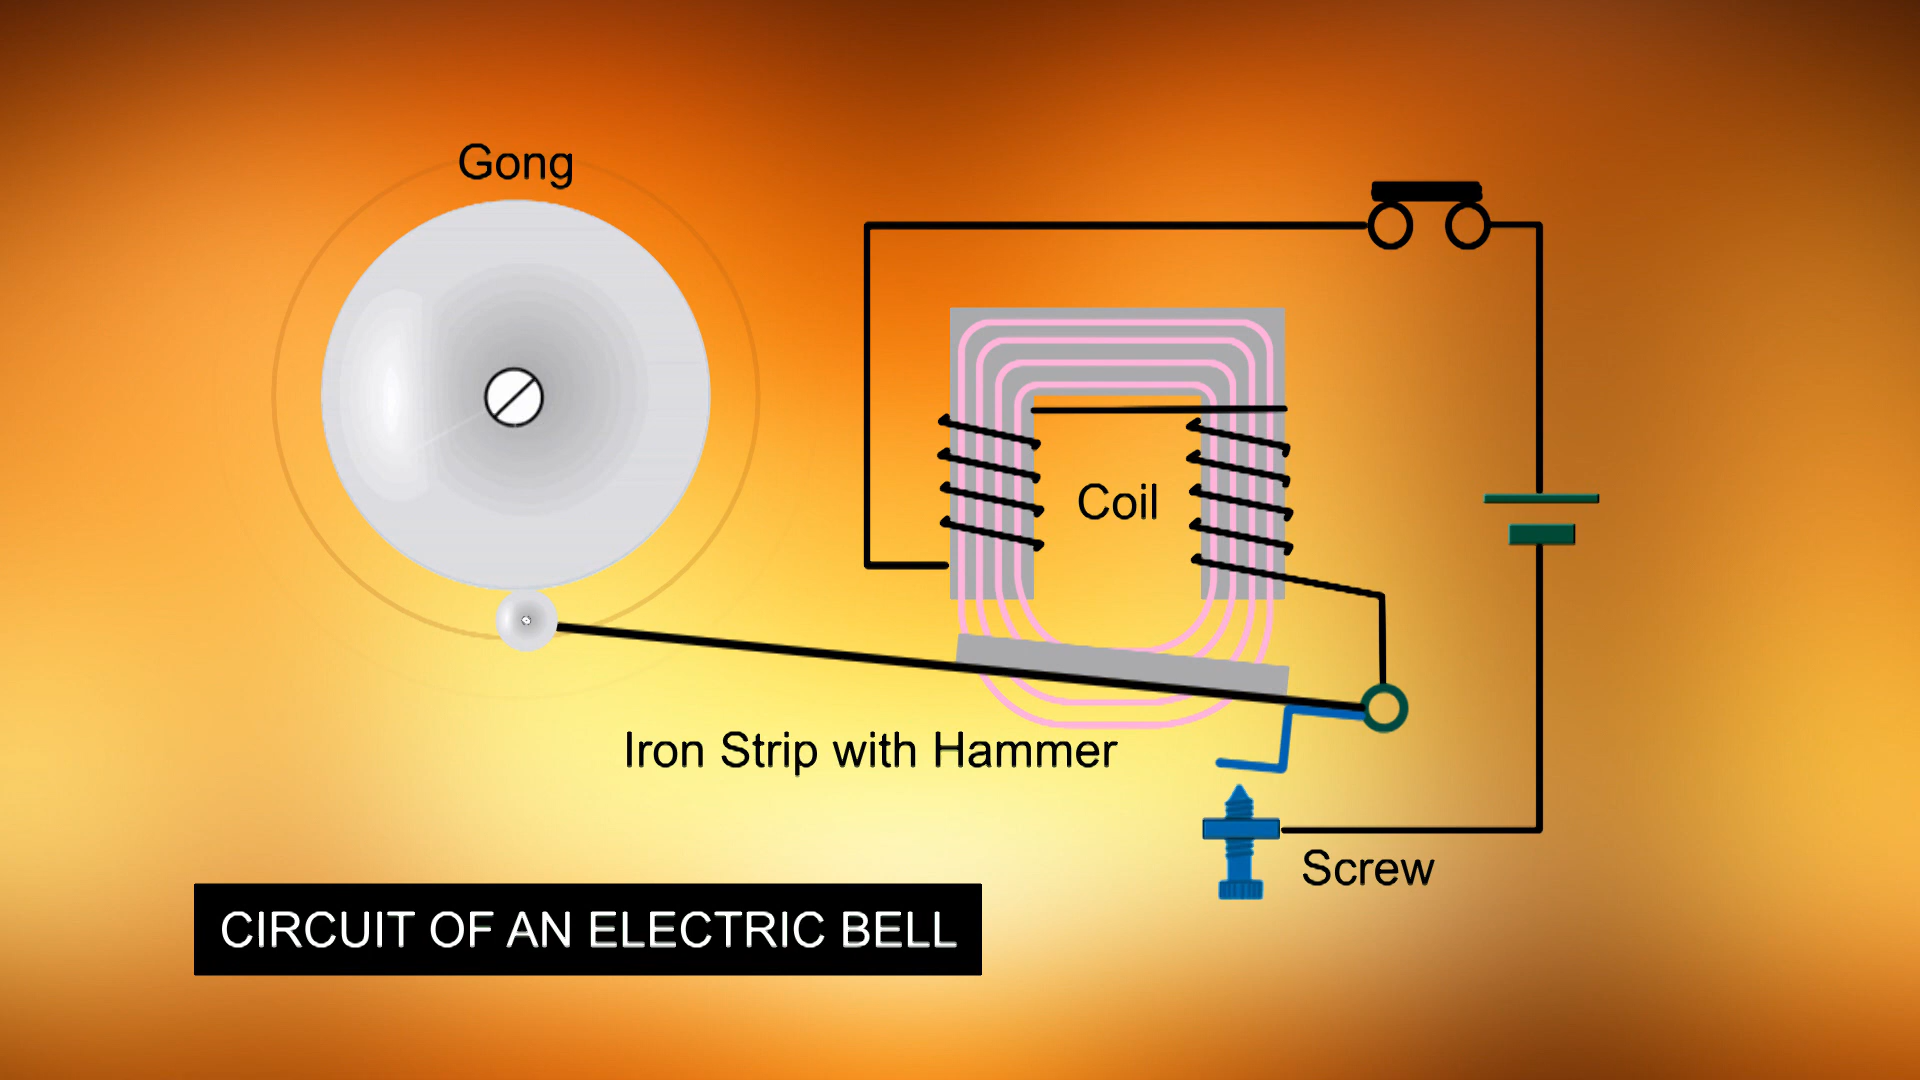 Gong
Coil
Iron Strip with Hammer
Screw
CIRCUIT OF AN ELECTRIC BELL